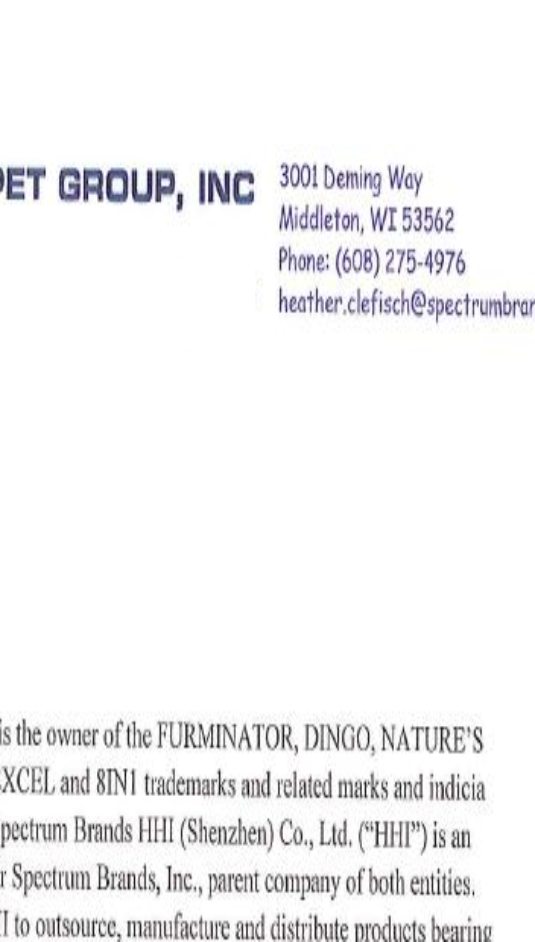 PET GROUP, INC
3001 Deming Way
Middleton, WI 53562
Phone: (608) 275-4976
heather.clefisch@spectrumbran
is the owner of the FURMINATOR, DINGO, NATURE'S
EXCEL and 8IN1 trademarks and related marks and indicia
pectrum Brands HHI (Shenzhen) Co., Ltd. (“HHI”) is an
r Spectrum Brands, Inc., parent company of both entities.
I to outsource, manufacture and distribute products bearing